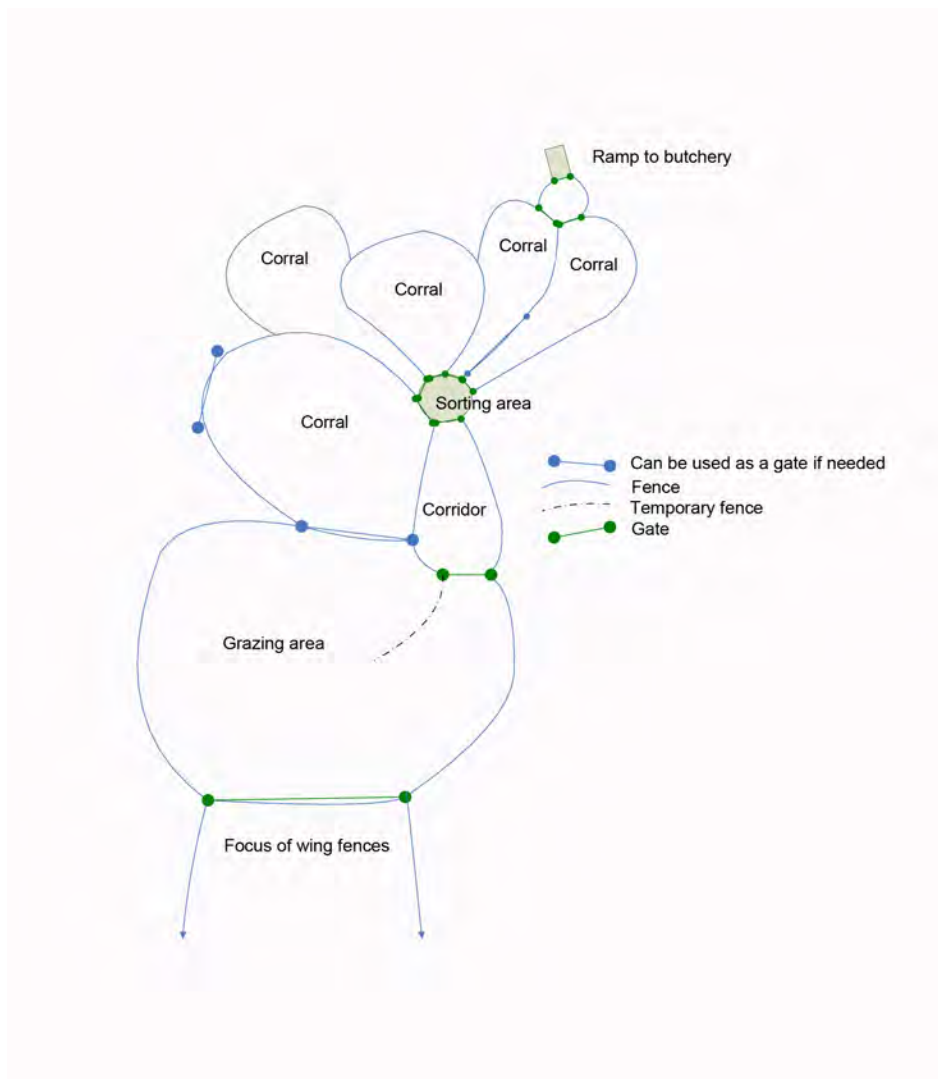 Ramp to butchery
Corral
Corral
Corral
Corral
Sorting area
Corral
Can be used as a gate if needed
Fence
Corridor
Temporary fence
Gate
Grazing area
Focus of wing fences